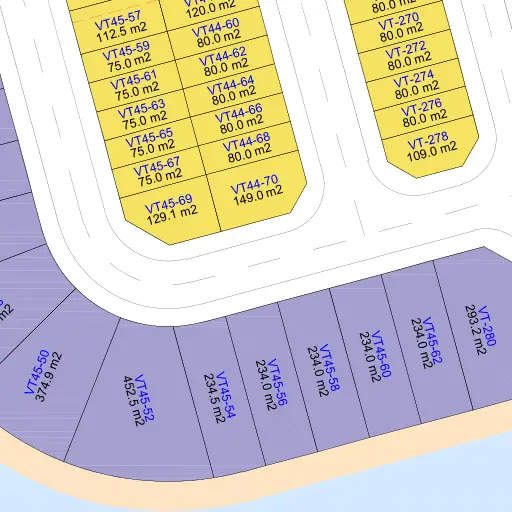 VT45-57
112.5 m2
VT45-59
75.0 m2
VT45-61
75.0 m2
VT45-63
75.0 m2
VT45-65
75.0 m2
VT45-67
75.0 m2
VT45-69
129.1 m2
120.0 m2
VT44-60
80.0 m2
VT44-62
80.0 m2
VT44-64
80.0 m2
VT44-66
80.0 m2
VT44-68
80.0 m2
VT44-70
149.0 m2
80.0 m2
VT-270
80.0 m2
VT-272
80.0 m2
VT-274
80.0 m2
VT-276
80.0 m2
VT-278
109.0 m2
m2
VT45-50
374.9 m2
VT45-52
452.5 m2
VT45-54
234.5 m2
VT45-56
234.0 m2
VT45-58
234.0 m2
VT45-60
234.0 m2
VT45-62
234.0 m2
VT-280
293.2 m2